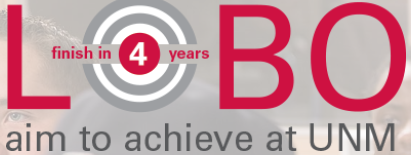 LOBO
finish in 4 years
aim to achieve at UNM